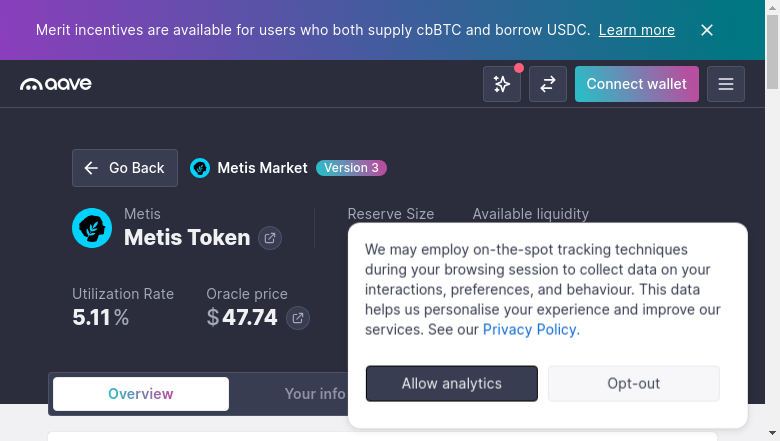 Merit incentives are available for users who both supply cbBTC and borrow USDC. Learn more
aave
Connect wallet
Go Back
Metis Market
Version 3
Metis
Metis Token
Reserve Size
Available liquidity
Utilization Rate
5.11%
Oracle price
$47.74
We may employ on-the-spot tracking techniques
during your browsing session to collect data on your
interactions, preferences, and behaviour. This data
helps us personalise your experience and improve our
services. See our Privacy Policy.
Allow analytics
Opt-out
Overview
Your info